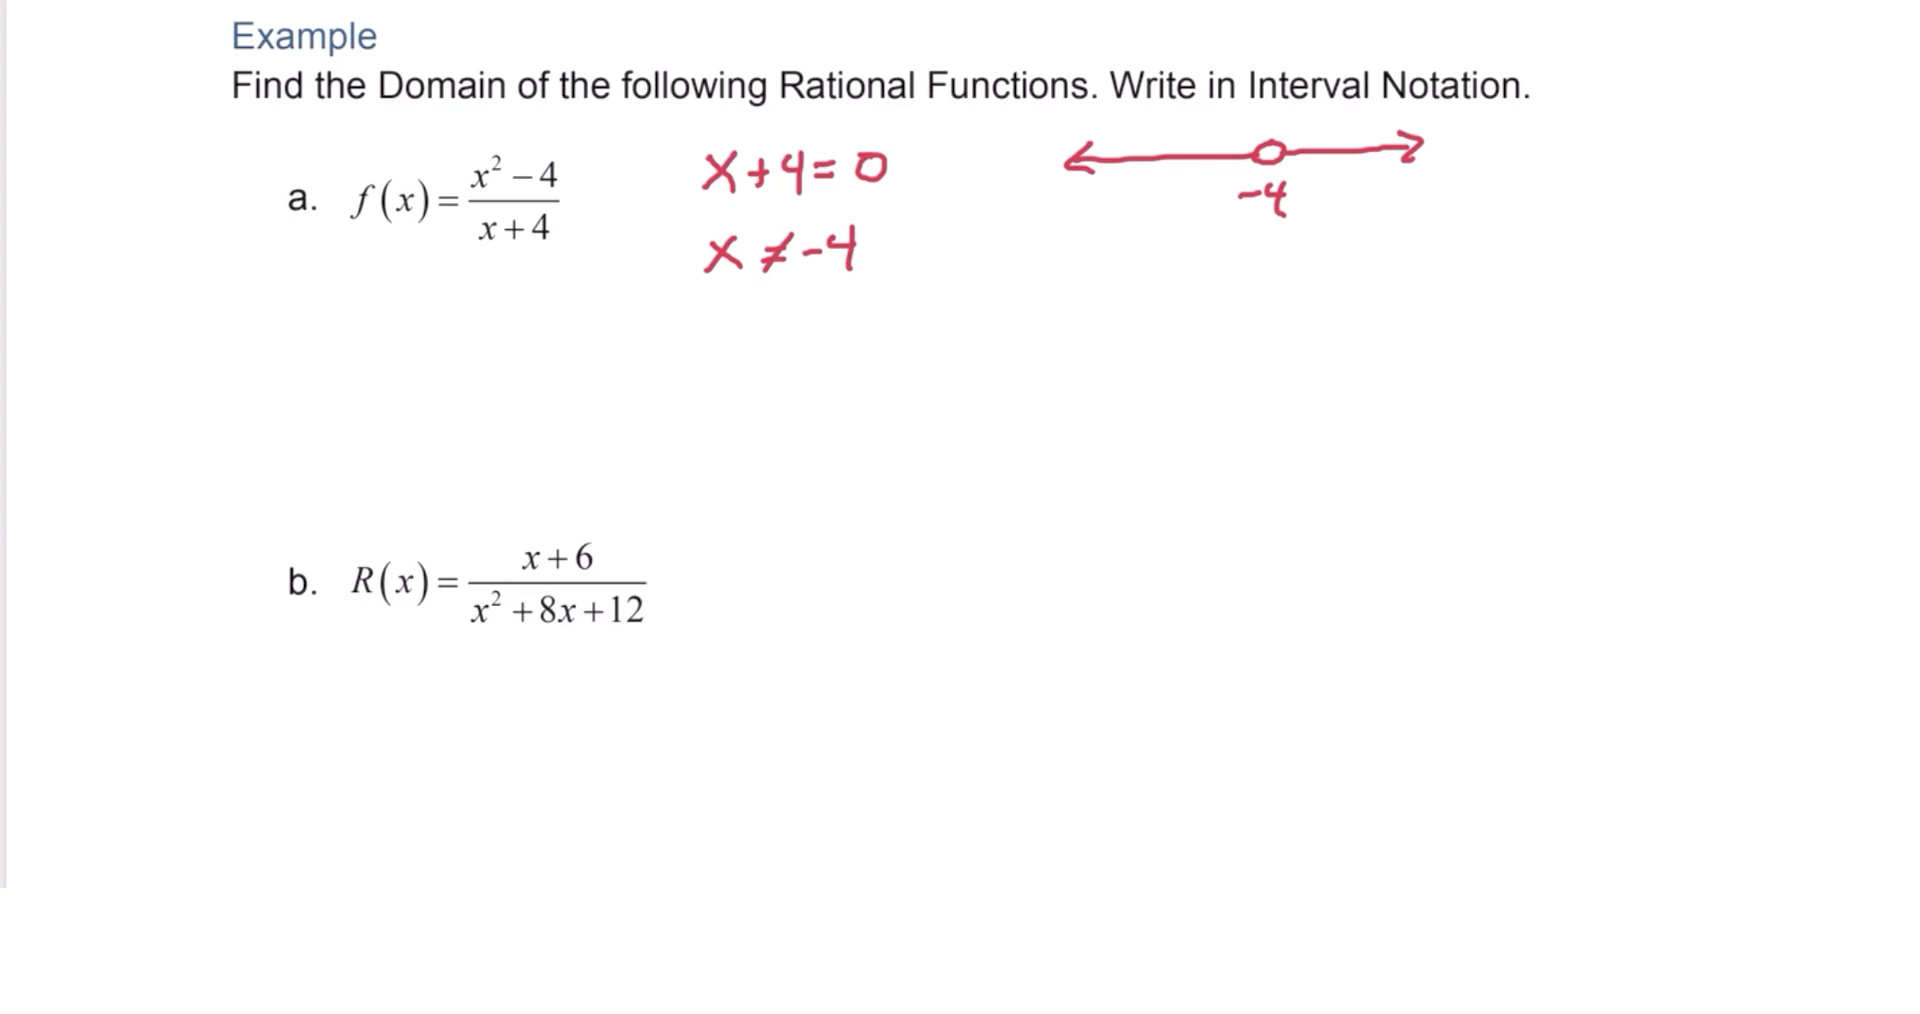 Example
Find the Domain of the following Rational Functions. Write in Interval Notation.
a. f(x) = (x² − 4)/(x + 4)
x + 4 = 0
x ≠ -4
-4
b. R(x) = (x + 6)/(x² + 8x + 12)